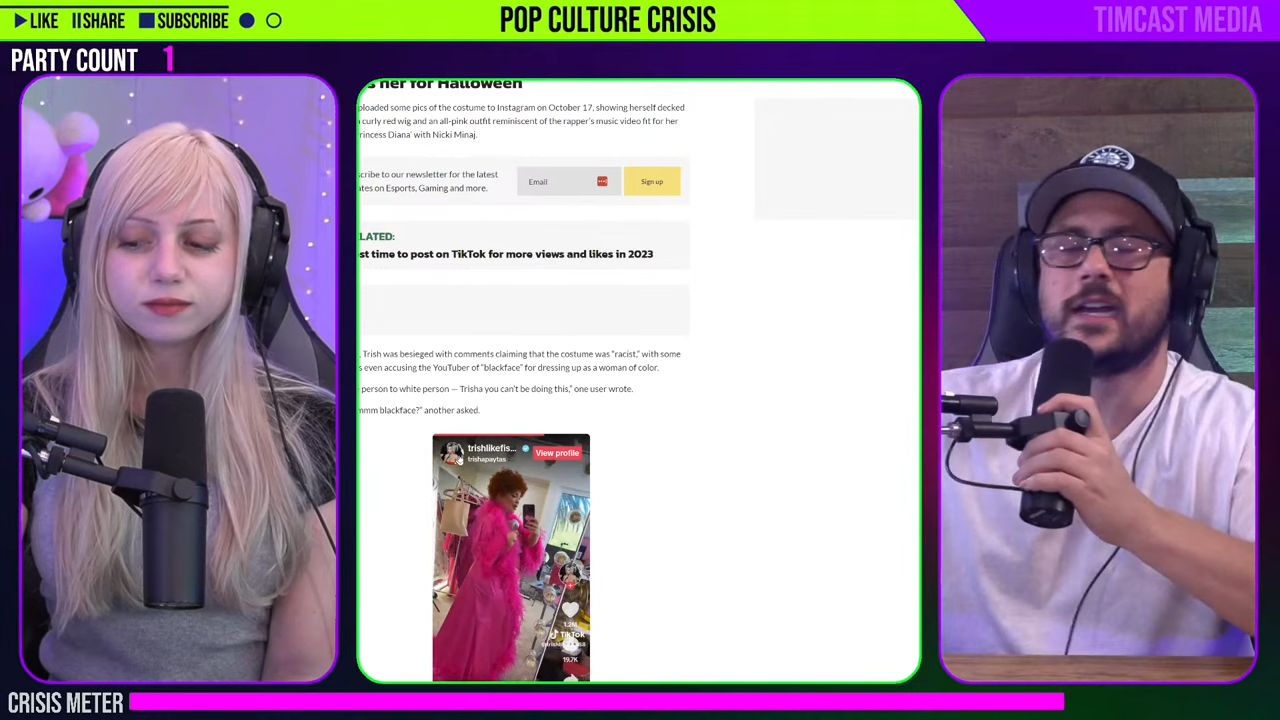 LIKE SHARE SUBSCRIBE
POP CULTURE CRISIS
TIMCAST MEDIA
PARTY COUNT 1
her for Halloween
ploaded some pics of the costume to Instagram on October 17, showing herself decked
curly red wig and an all-pink outfit reminiscent of the rapper's music video fit for her
rincess Diana' with Nicki Minaj.
scribe to our newsletter for the latest
ates on Esports, Gaming and more.
Email
Sign up
LATED:
st time to post on TikTok for more views and likes in 2023
. Trish was besieged with comments claiming that the costume was "racist," with some
s even accusing the YouTuber of "blackface" for dressing up as a woman of color.
person to white person — Trisha you can't be doing this," one user wrote.
mmm blackface?" another asked.
trishlikefis...
View profile
trishapaytas
1.2M
TikTok
19.7K
CRISIS METER